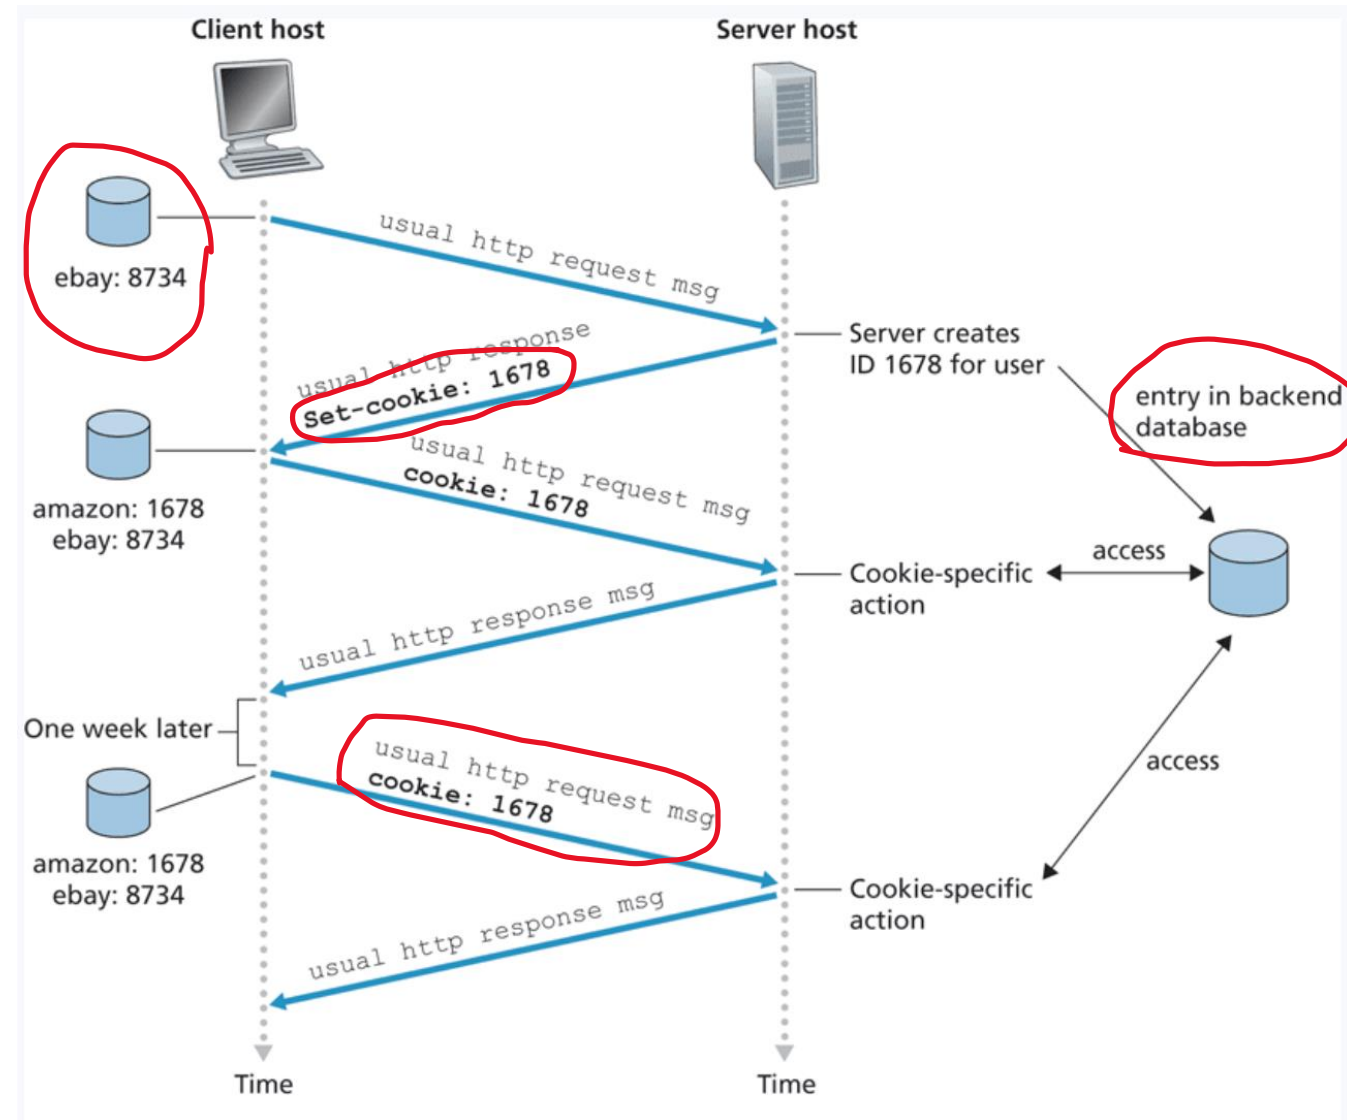 Client host
Server host
ebay: 8734
usual http request msg
Server creates
ID 1678 for user
entry in backend
database
usual http response
Set-cookie: 1678
amazon: 1678
ebay: 8734
usual http request msg
cookie: 1678
Cookie-specific
action
access
usual http response msg
One week later
usual http request msg
cookie: 1678
access
amazon: 1678
ebay: 8734
Cookie-specific
action
usual http response msg
Time
Time